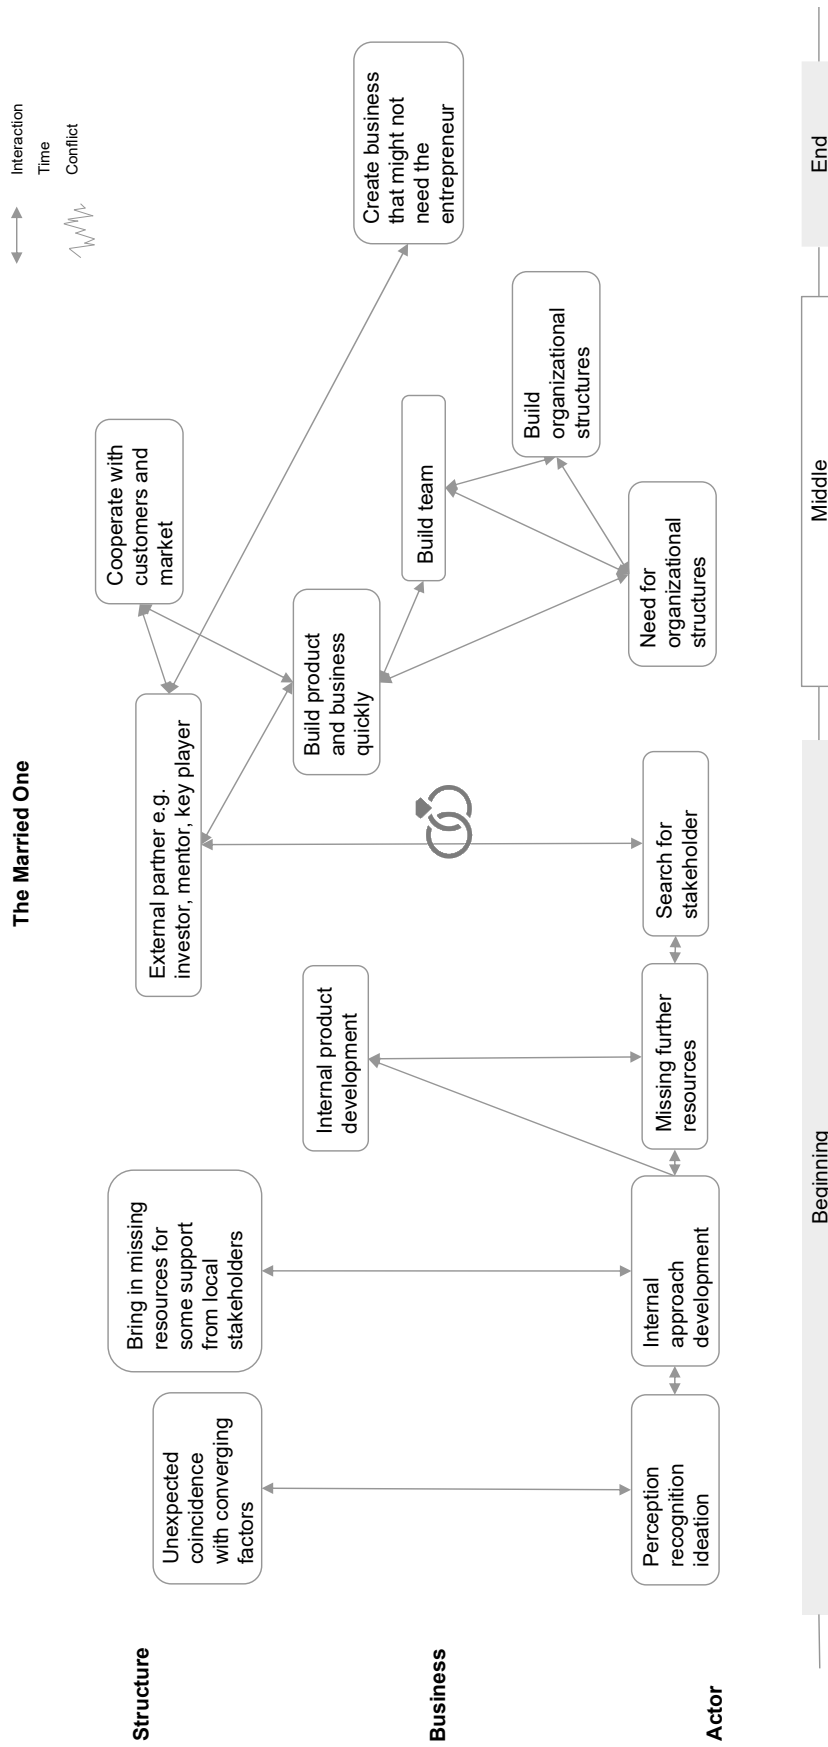 The Married One
Interaction
Time
Conflict
Structure
Unexpected
coincidence
with converging
factors
Bring in missing
resources for
some support
from local
stakeholders
External partner e.g.
investor, mentor, key player
Cooperate with
customers and
market
Business
Internal product
development
Build product
and business
quickly
Build team
Build
organizational
structures
Create business
that might not
need the
entrepreneur
Actor
Perception
recognition
ideation
Internal
approach
development
Missing further
resources
Search for
stakeholder
Need for
organizational
structures
Beginning
Middle
End